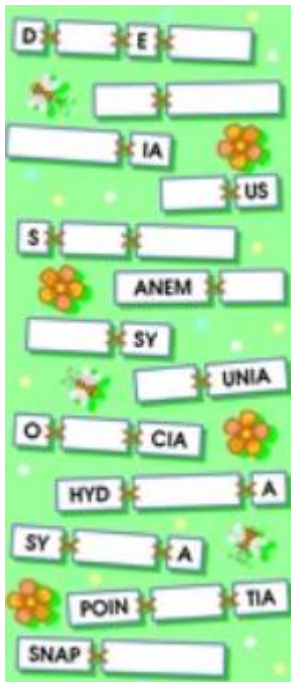 D E
IA
US
S
ANEM
SY
UNIA
O CIA
HYD A
SY A
POIN TIA
SNAP